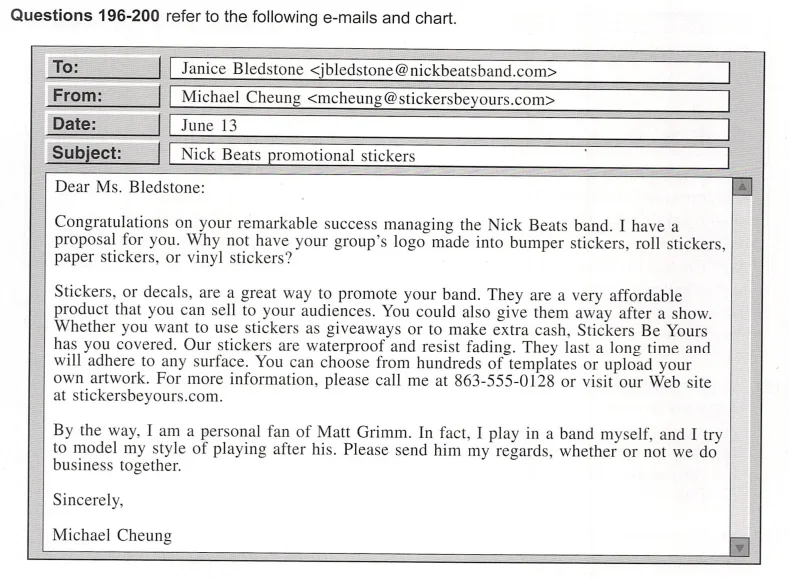 Questions 196-200 refer to the following e-mails and chart.
To: Janice Bledstone <jbledstone@nickbeatsband.com>
From: Michael Cheung <mcheung@stickersbeyours.com>
Date: June 13
Subject: Nick Beats promotional stickers
Dear Ms. Bledstone:
Congratulations on your remarkable success managing the Nick Beats band. I have a
proposal for you. Why not have your group's logo made into bumper stickers, roll stickers,
paper stickers, or vinyl stickers?
Stickers, or decals, are a great way to promote your band. They are a very affordable
product that you can sell to your audiences. You could also give them away after a show.
Whether you want to use stickers as giveaways or to make extra cash, Stickers Be Yours
has you covered. Our stickers are waterproof and resist fading. They last a long time and
will adhere to any surface. You can choose from hundreds of templates or upload your
own artwork. For more information, please call me at 863-555-0128 or visit our Web site
at stickersbeyours.com.
By the way, I am a personal fan of Matt Grimm. In fact, I play in a band myself, and I try
to model my style of playing after his. Please send him my regards, whether or not we do
business together.
Sincerely,
Michael Cheung